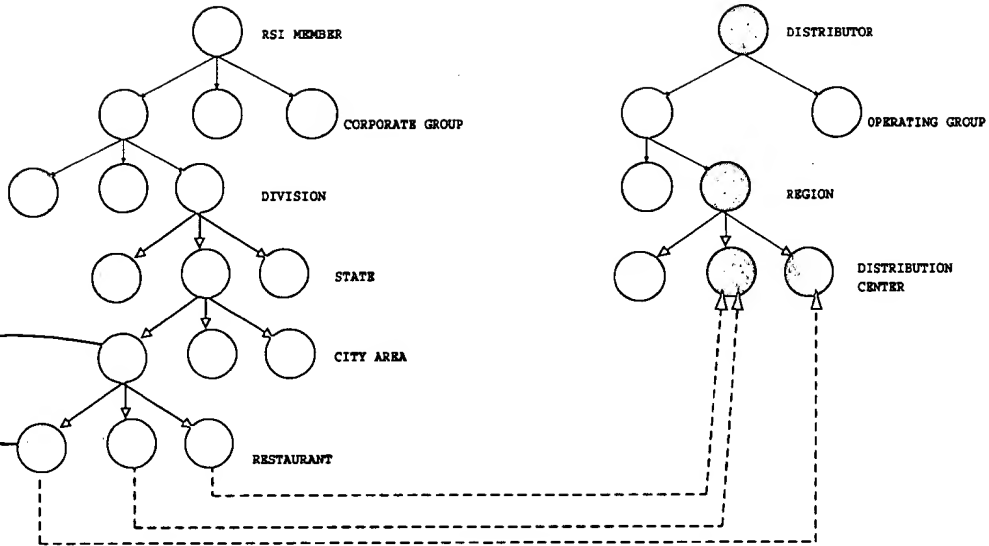 RSI MEMBER
DISTRIBUTOR
CORPORATE GROUP
OPERATING GROUP
DIVISION
REGION
STATE
DISTRIBUTION
CENTER
CITY AREA
RESTAURANT